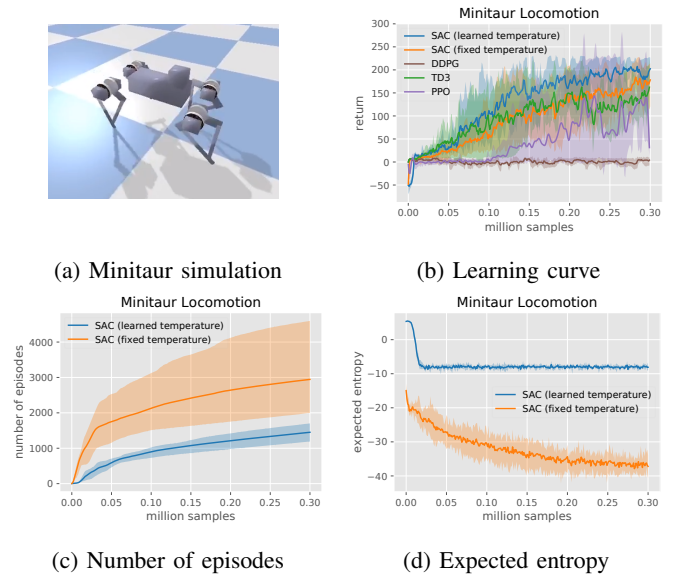 Minitaur Locomotion
300
250
200
150
100
50
0
−50
return
SAC (learned temperature)
SAC (fixed temperature)
DDPG
TD3
PPO
0.00 0.05 0.10 0.15 0.20 0.25 0.30
million samples
(a) Minitaur simulation
(b) Learning curve
Minitaur Locomotion
4000
3000
2000
1000
0
number of episodes
SAC (learned temperature)
SAC (fixed temperature)
0.00 0.05 0.10 0.15 0.20 0.25 0.30
million samples
(c) Number of episodes
Minitaur Locomotion
0
−10
−20
−30
−40
expected entropy
SAC (learned temperature)
SAC (fixed temperature)
0.00 0.05 0.10 0.15 0.20 0.25 0.30
million samples
(d) Expected entropy